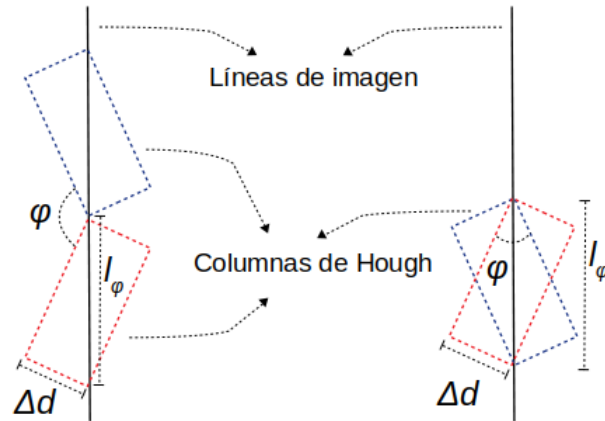 Líneas de imagen
φ
l_φ
Columnas de Hough
φ
l_φ
Δd
Δd